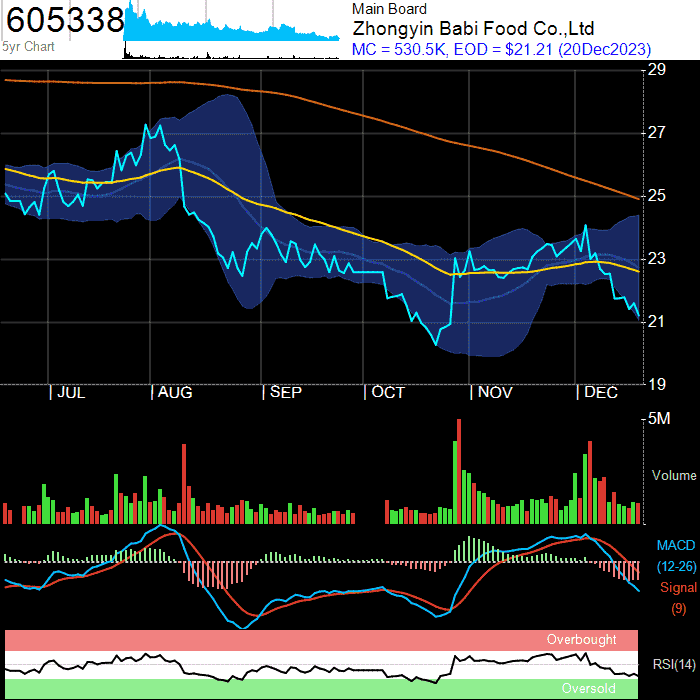 605338
5yr Chart
Main Board
Zhongyin Babi Food Co.,Ltd
MC = 530.5K, EOD = $21.21 (20Dec2023)
29
27
25
23
21
19
| JUL | AUG | SEP | OCT | NOV | DEC
5M
Volume
MACD
(12-26)
Signal
(9)
Overbought
RSI(14)
Oversold